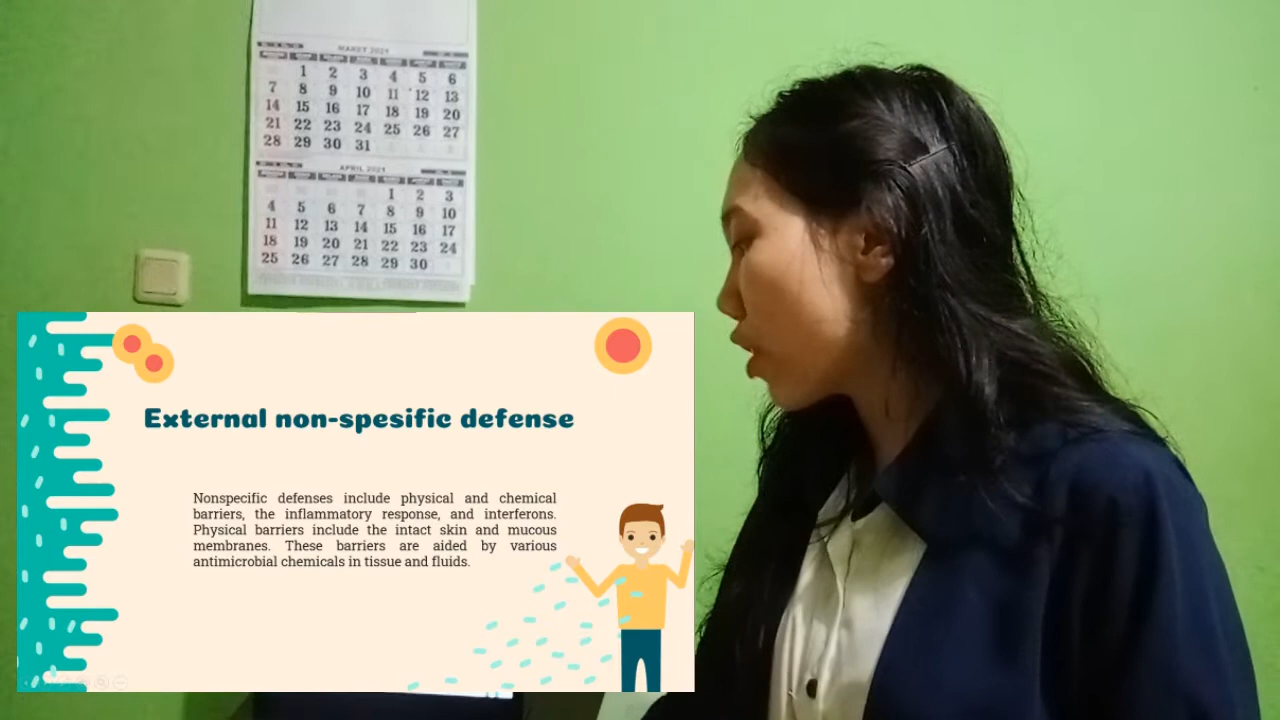 MARET 2021
1 2 3 4 5 6
7 8 9 10 11 12 13
14 15 16 17 18 19 20
21 22 23 24 25 26 27
28 29 30 31
APRIL 2021
1 2 3
4 5 6 7 8 9 10
11 12 13 14 15 16 17
18 19 20 21 22 23 24
25 26 27 28 29 30
External non-spesific defense
Nonspecific defenses include physical and chemical
barriers, the inflammatory response, and interferons.
Physical barriers include the intact skin and mucous
membranes. These barriers are aided by various
antimicrobial chemicals in tissue and fluids.